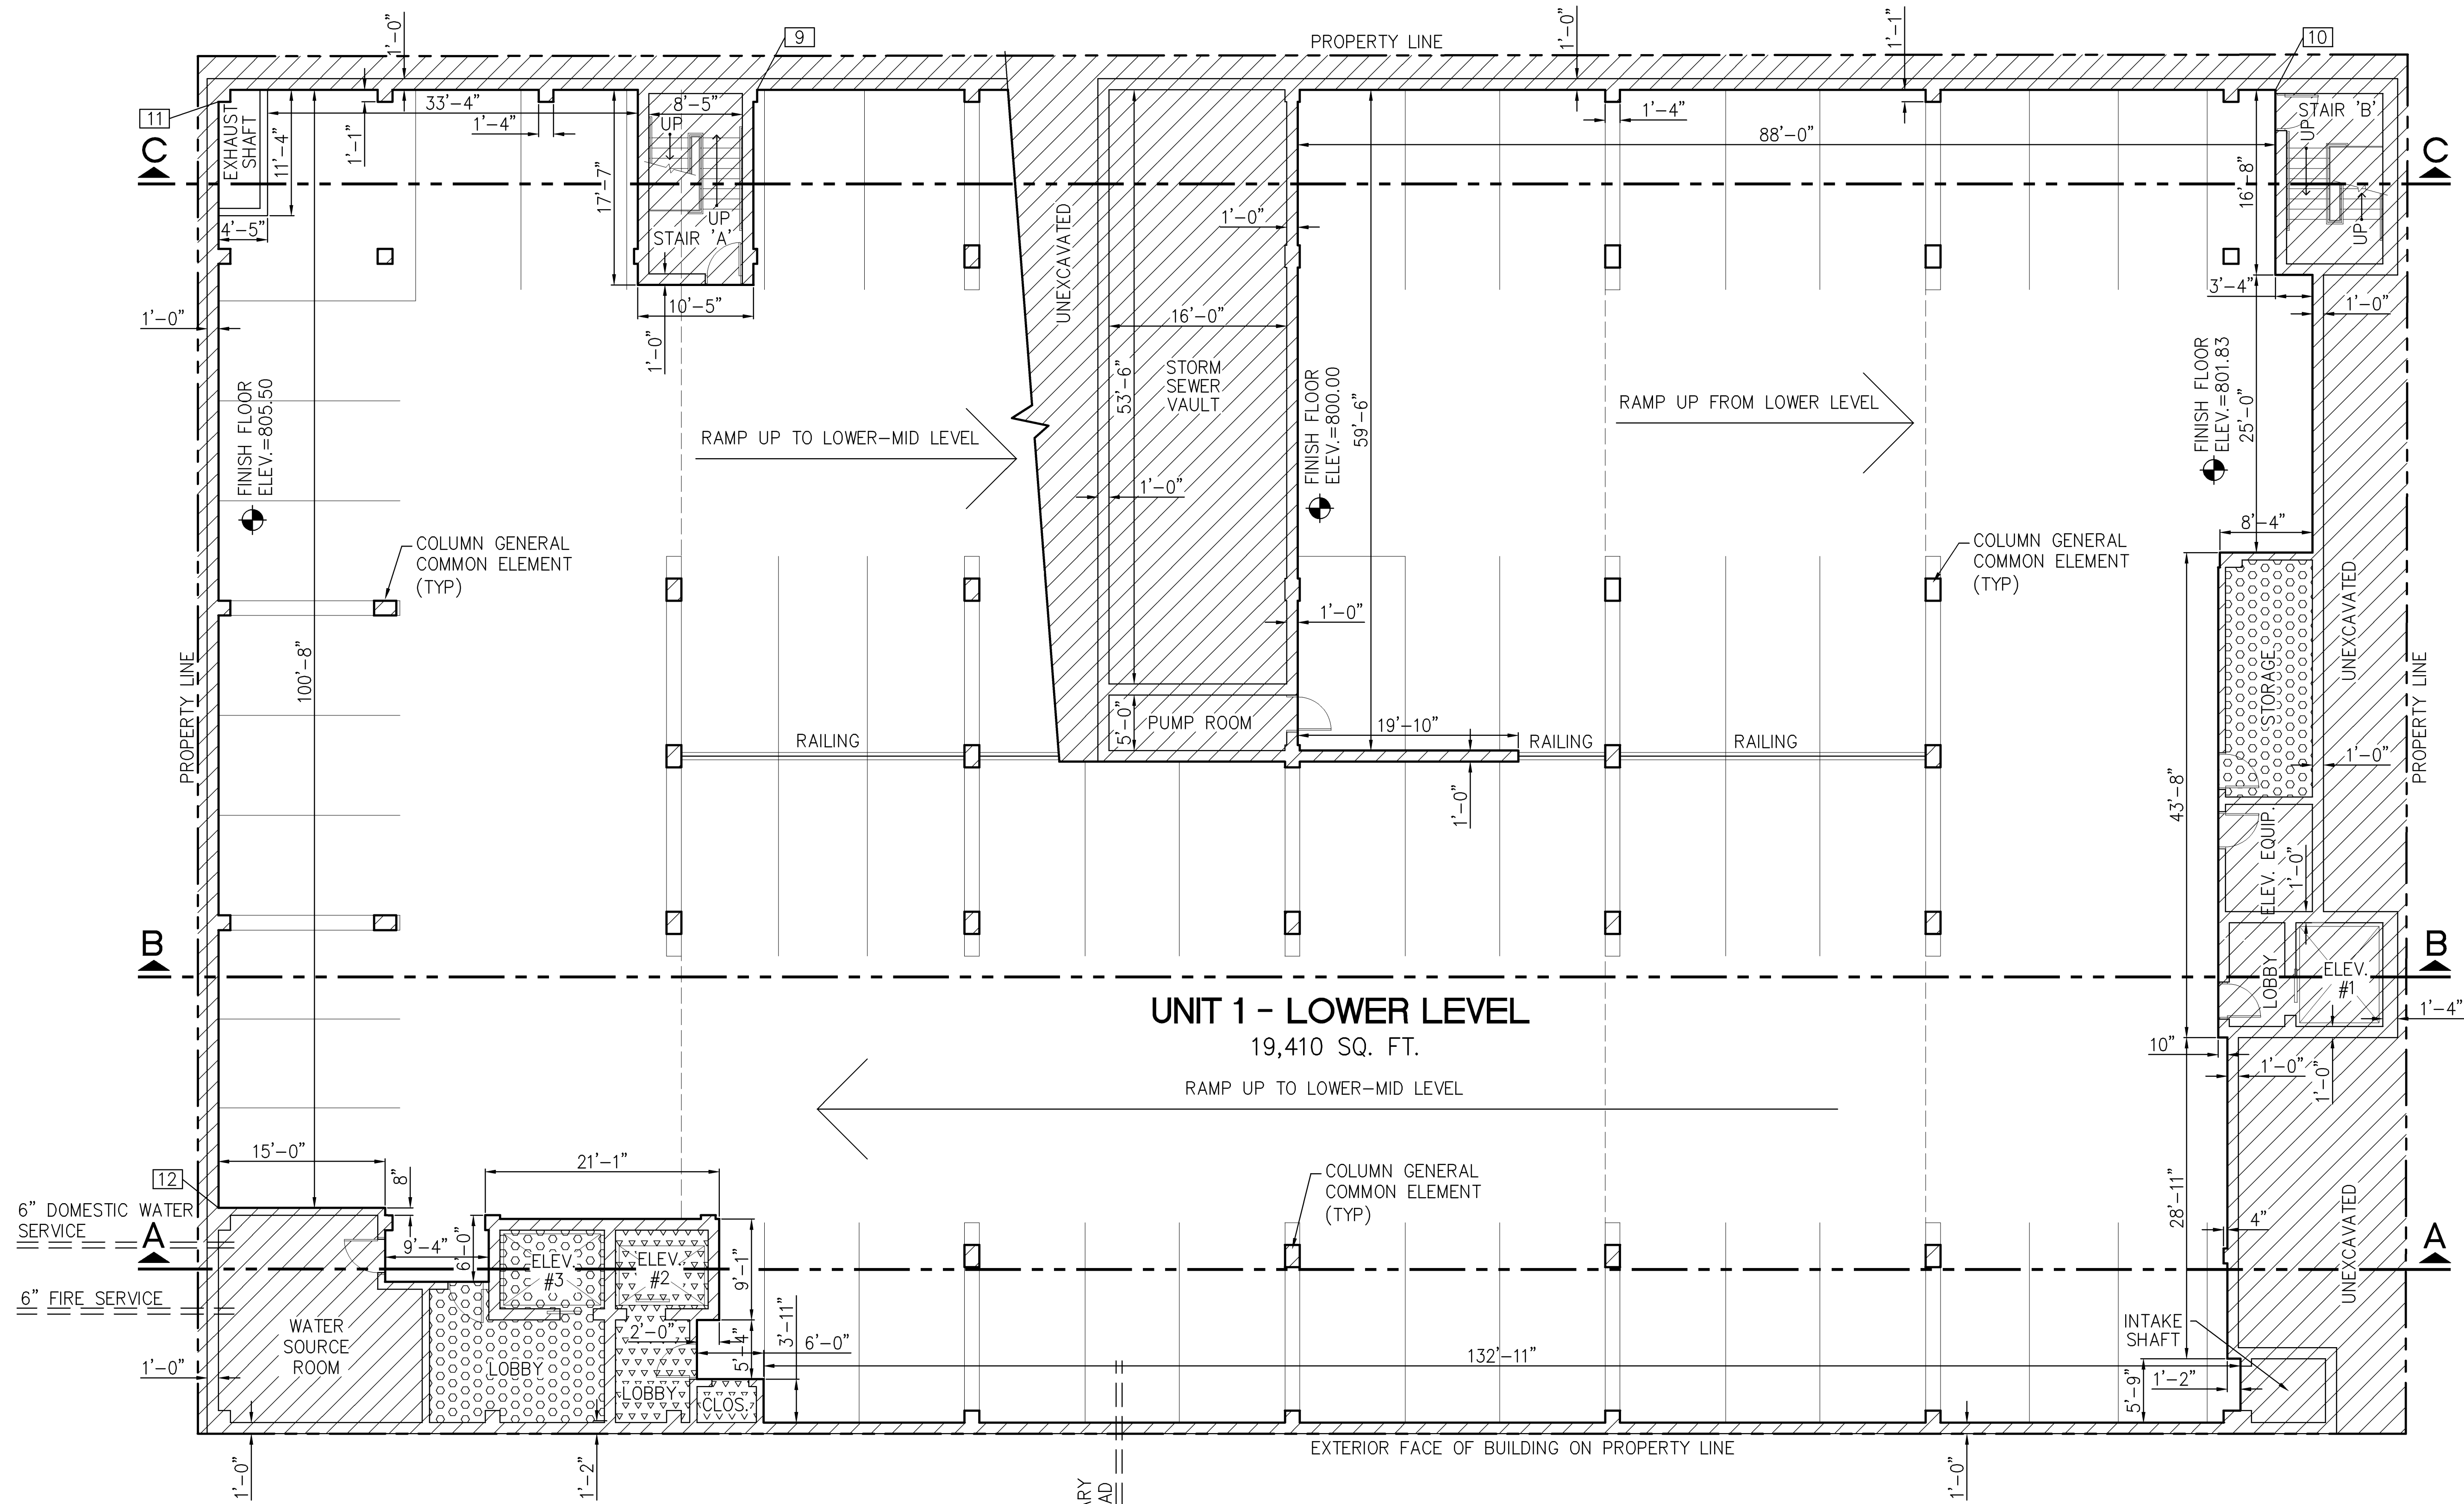 1'-0"
9
PROPERTY LINE
1'-0"
1'-1"
10
11
EXHAUST
SHAFT
11'-4"
33'-4"
1'-1"
1'-4"
8'-5"
UP
1'-4"
88'-0"
STAIR 'B'
UP
C
C
17'-7"
UP
STAIR 'A'
4'-5"
UNEXCAVATED
1'-0"
16'-8"
UP
10'-5"
1'-0"
1'-0"
16'-0"
3'-4"
1'-0"
FINISH FLOOR
ELEV.=805.50
53'-6"
STORM
SEWER
VAULT
FINISH FLOOR
ELEV.=800.00
59'-6"
RAMP UP FROM LOWER LEVEL
FINISH FLOOR
ELEV.=801.83
25'-0"
RAMP UP TO LOWER-MID LEVEL
1'-0"
8'-4"
COLUMN GENERAL
COMMON ELEMENT
(TYP)
COLUMN GENERAL
COMMON ELEMENT
(TYP)
1'-0"
UNEXCAVATED
PROPERTY LINE
100'-8"
STORAGE
PROPERTY LINE
RAILING
5'-0"
PUMP ROOM
19'-10"
RAILING
RAILING
1'-0"
1'-0"
43'-8"
ELEV. EQUIP.
1'-0"
B
B
LOBBY
ELEV.
#1
1'-4"
UNIT 1 - LOWER LEVEL
19,410 SQ. FT.
10"
1'-0"
1'-0"
RAMP UP TO LOWER-MID LEVEL
15'-0"
8"
21'-1"
12
COLUMN GENERAL
COMMON ELEMENT
(TYP)
28'-11"
4"
UNEXCAVATED
6" DOMESTIC WATER
SERVICE
A
A
9'-4"
6'-0"
ELEV.
#3
ELEV.
#2
9'-1"
6" FIRE SERVICE
WATER
SOURCE
ROOM
2'-0"
5'-4"
3'-11"
6'-0"
INTAKE
SHAFT
1'-0"
LOBBY
LOBBY
CLOS.
132'-11"
1'-2"
5'-9"
EXTERIOR FACE OF BUILDING ON PROPERTY LINE
1'-0"
1'-2"
1'-0"